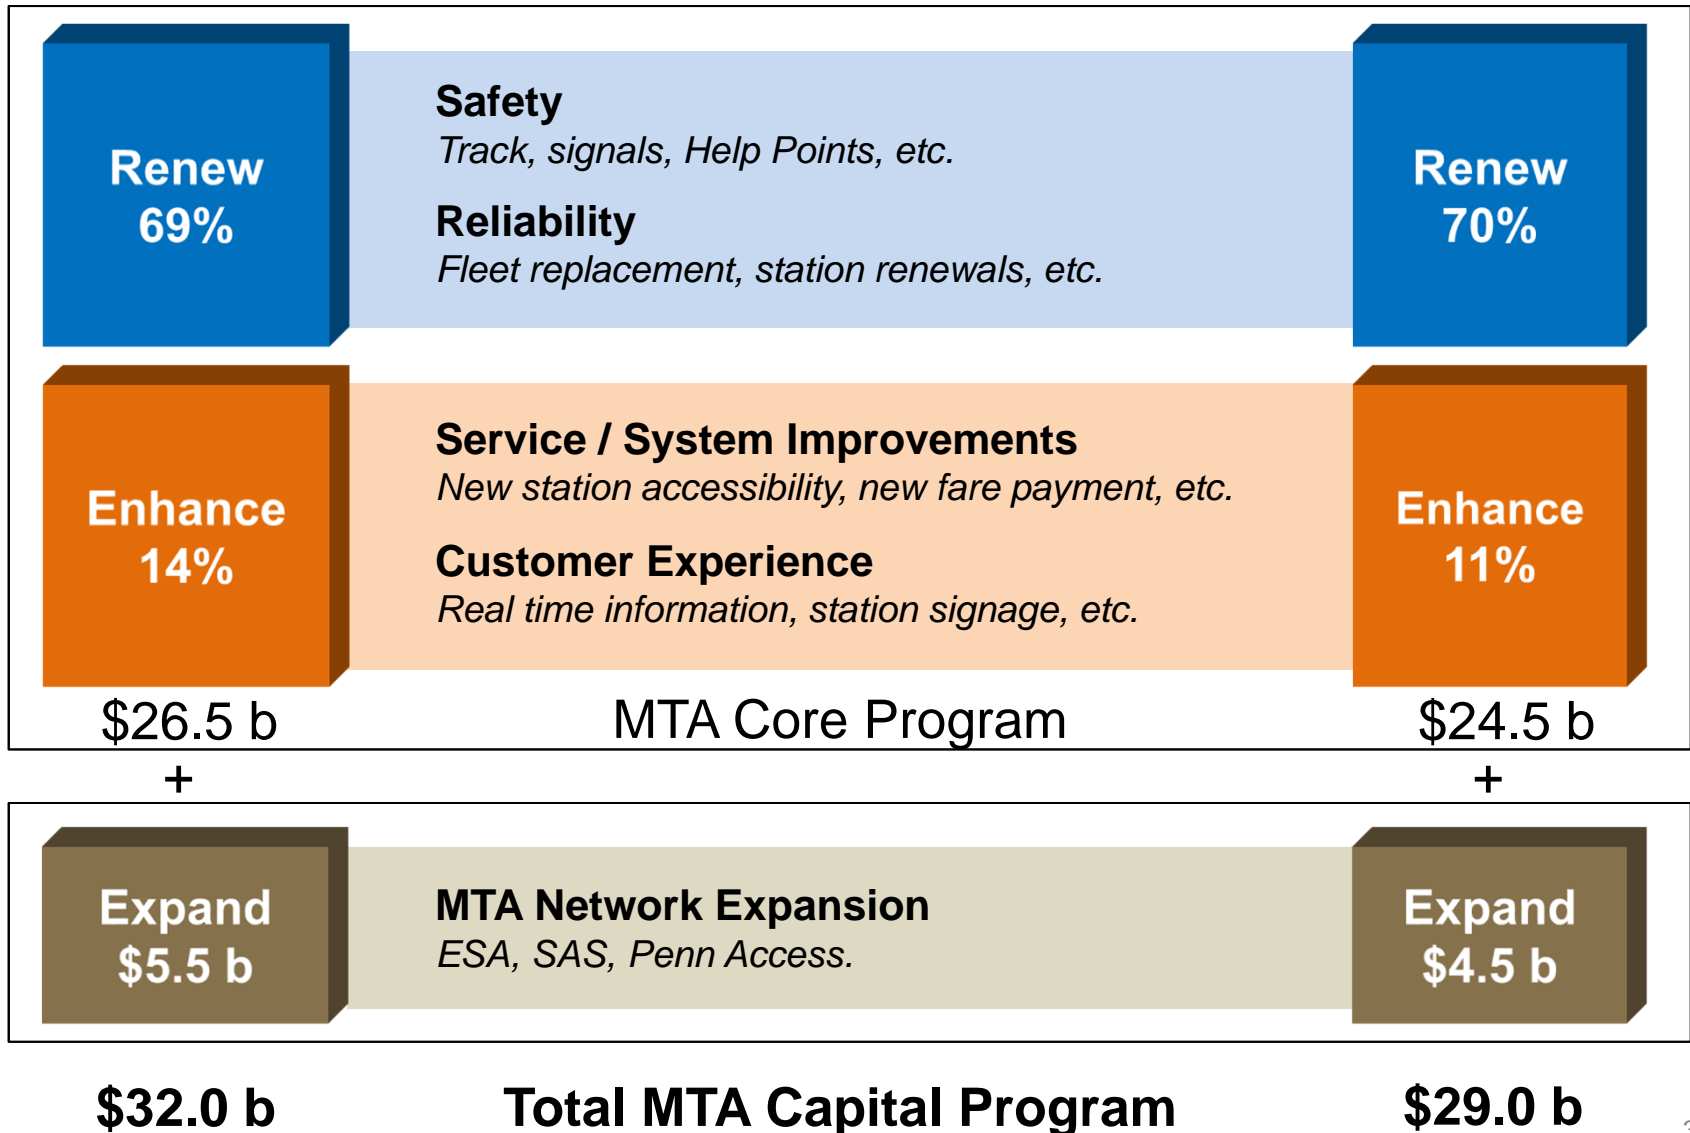 Renew
69%
Safety
Track, signals, Help Points, etc.
Reliability
Fleet replacement, station renewals, etc.
Renew
70%
Enhance
14%
Service / System Improvements
New station accessibility, new fare payment, etc.
Customer Experience
Real time information, station signage, etc.
Enhance
11%
$26.5 b MTA Core Program $24.5 b
+ +
Expand
$5.5 b
MTA Network Expansion
ESA, SAS, Penn Access.
Expand
$4.5 b
$32.0 b Total MTA Capital Program $29.0 b